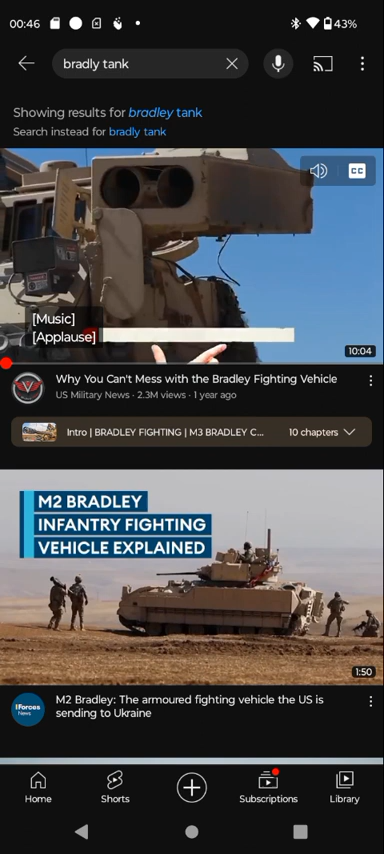 00:46
43%
bradly tank
Showing results for bradley tank
Search instead for bradly tank
CC
[Music]
[Applause]
10:04
Why You Can't Mess with the Bradley Fighting Vehicle
US Military News · 2.3M views · 1 year ago
Intro | BRADLEY FIGHTING | M3 BRADLEY C...
10 chapters
M2 BRADLEY
INFANTRY FIGHTING
VEHICLE EXPLAINED
1:50
Forces
News
M2 Bradley: The armoured fighting vehicle the US is
sending to Ukraine
Home
Shorts
Subscriptions
Library